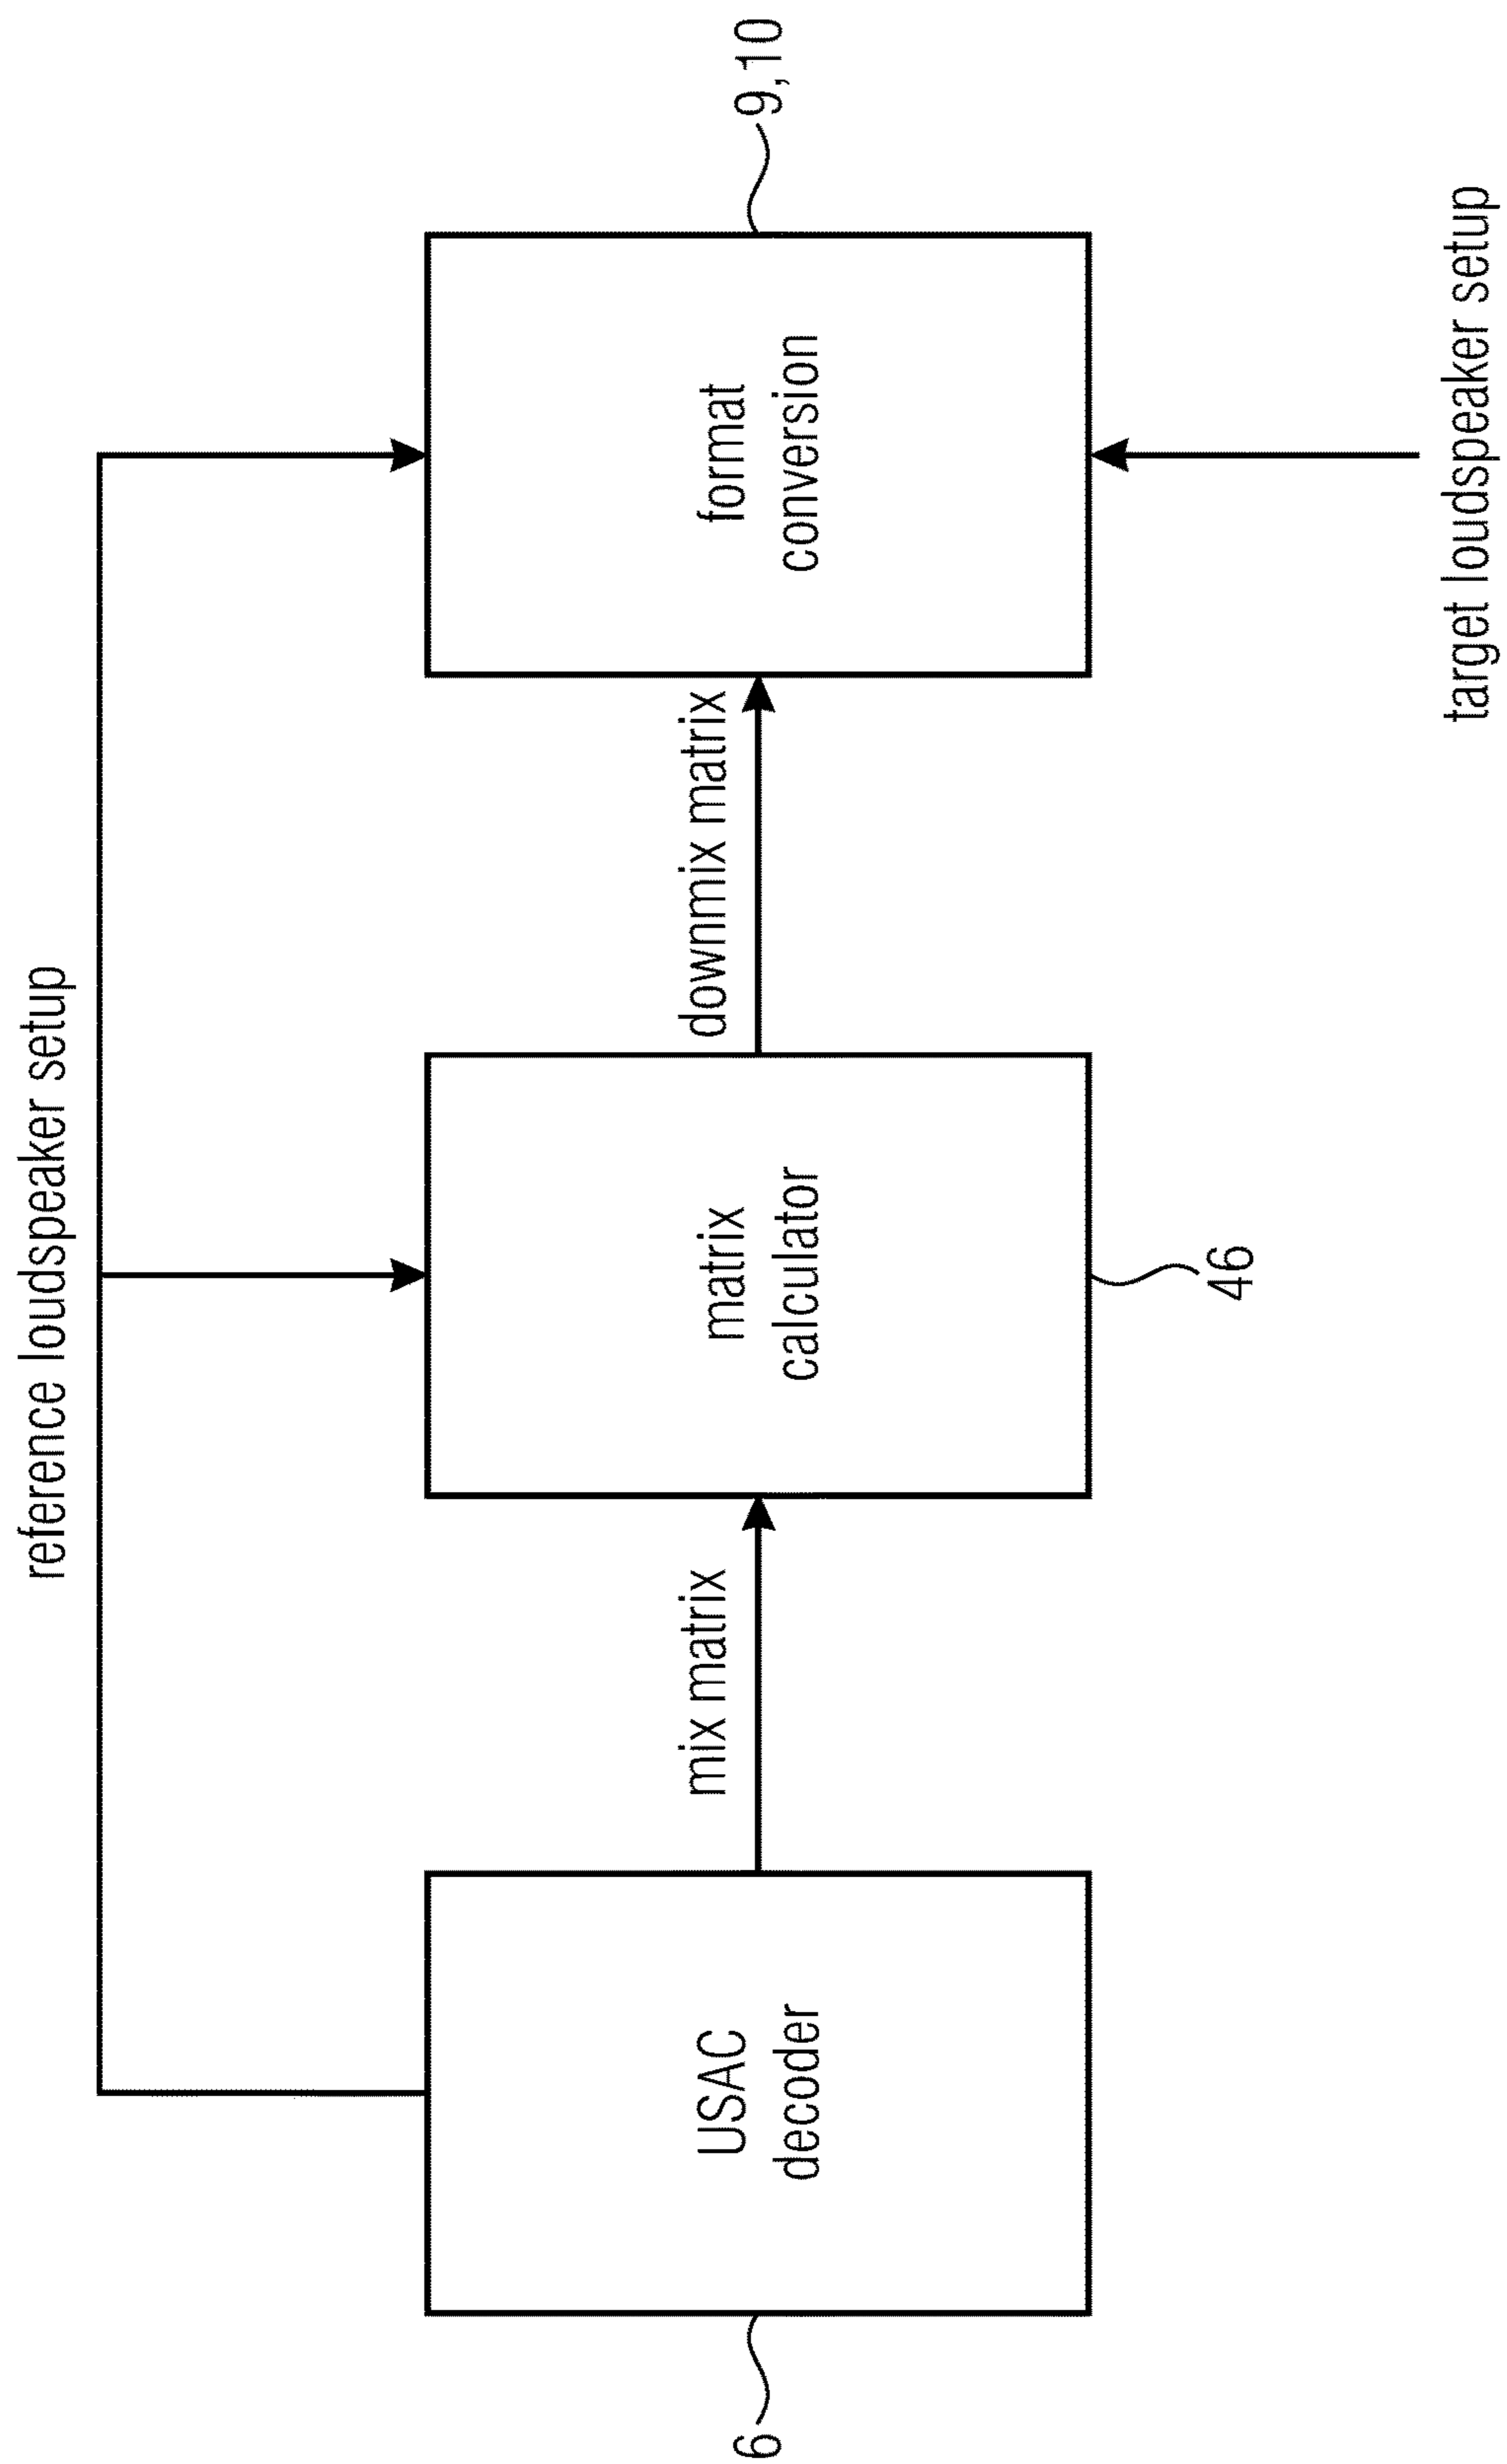 reference loudspeaker setup
mix matrix
downmix matrix
USAC
decoder
matrix
calculator
format
conversion
6
9,10
46
target loudspeaker setup